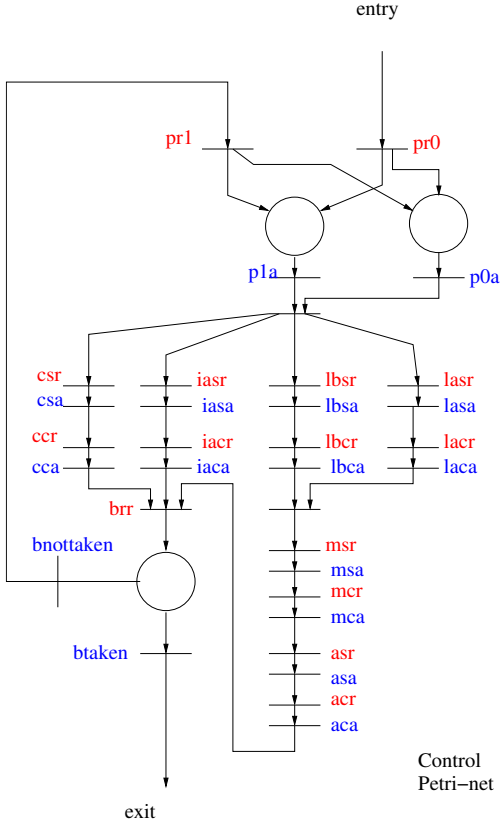 entry
pr1
pr0
p1a
p0a
csr
iasr
lbsr
lasr
csa
iasa
lbsa
lasa
ccr
iacr
lbcr
lacr
cca
iaca
lbca
laca
brr
bnottaken
msr
msa
mcr
mca
btaken
asr
asa
acr
aca
Control
Petri−net
exit